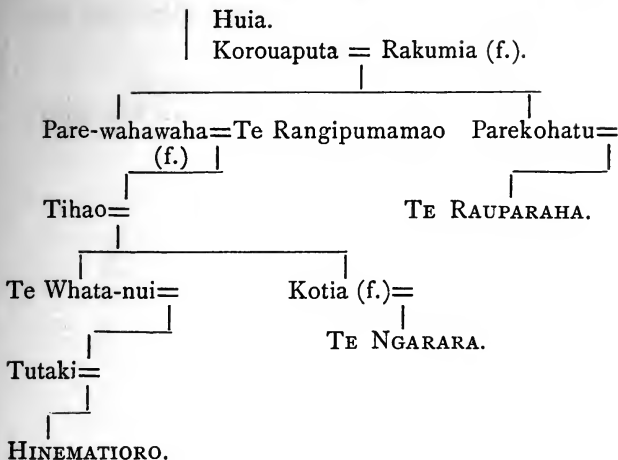 Huia.
Korouaputa = Rakumia (f.).
Pare-wahawaha=Te Rangipumamao Parekohatu=
(f.)
Tihao= TE RAUPARAHA.
Te Whata-nui= Kotia (f.)=
TE NGARARA.
Tutaki=
HINEMATIORO.